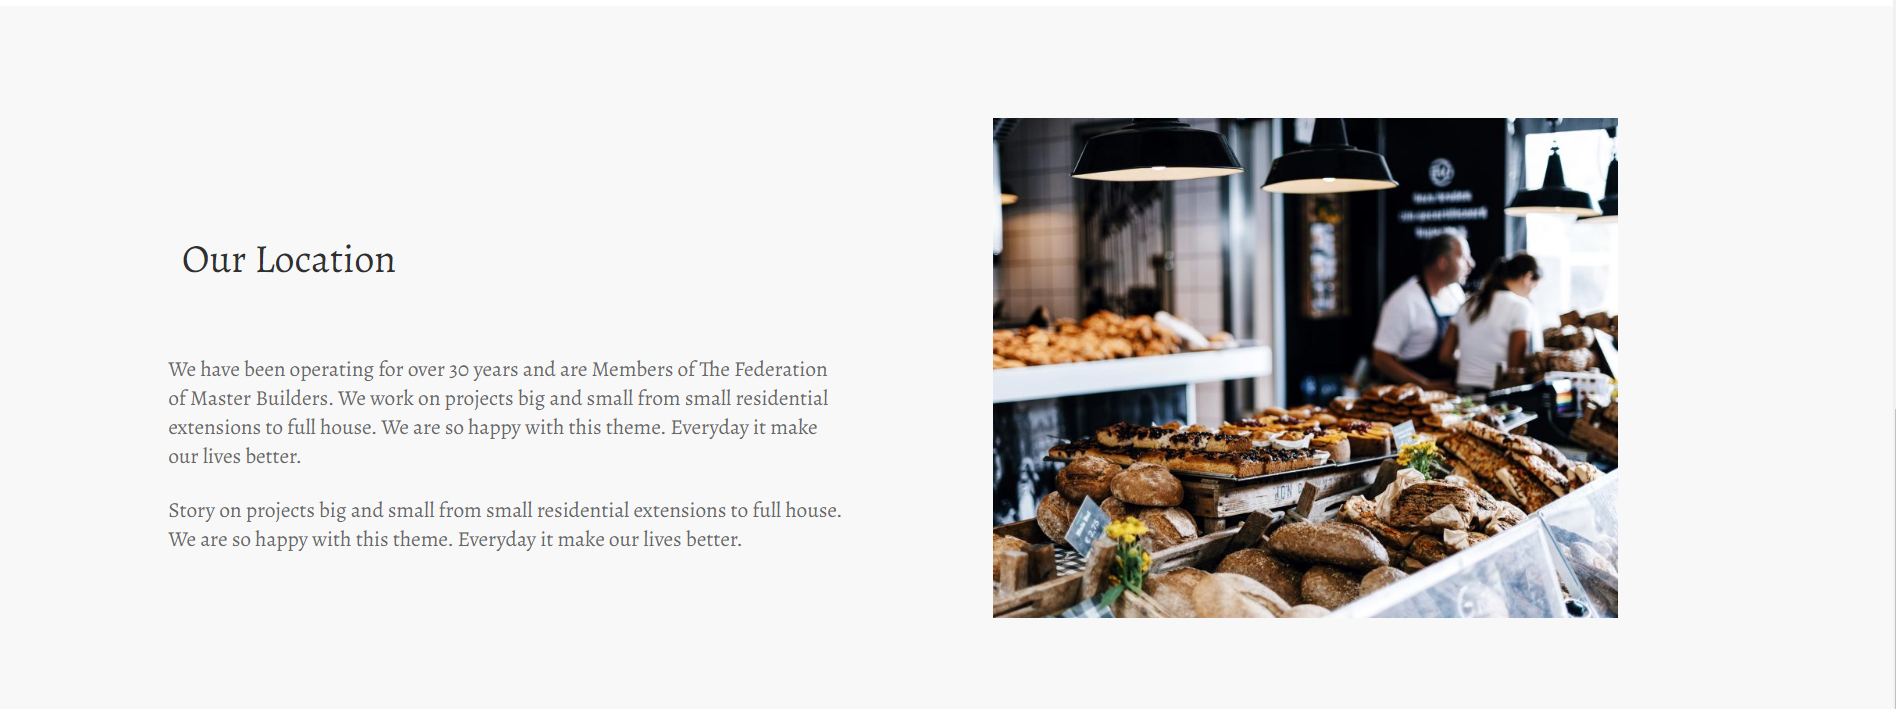 Our Location
We have been operating for over 30 years and are Members of The Federation
of Master Builders. We work on projects big and small from small residential
extensions to full house. We are so happy with this theme. Everyday it make
our lives better.
Story on projects big and small from small residential extensions to full house.
We are so happy with this theme. Everyday it make our lives better.